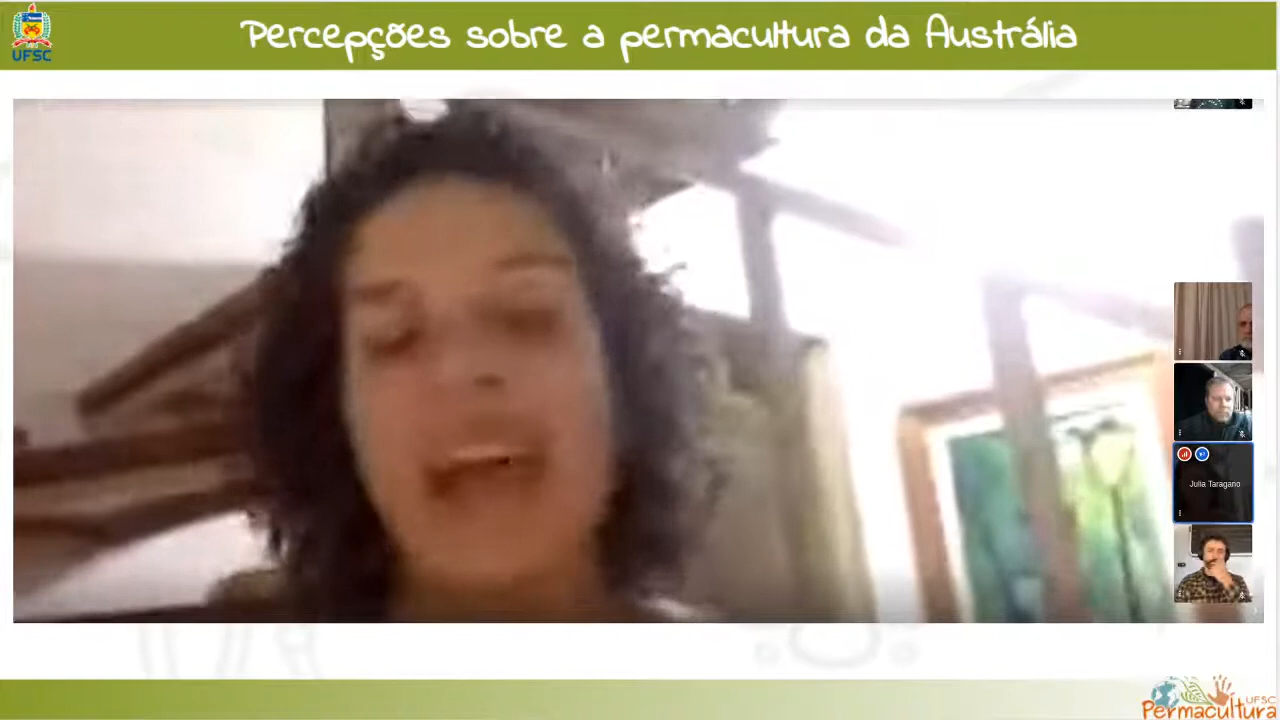 UFSC
Percepções sobre a permacultura da Austrália
Julia Taragano
UFSC
Permacultura